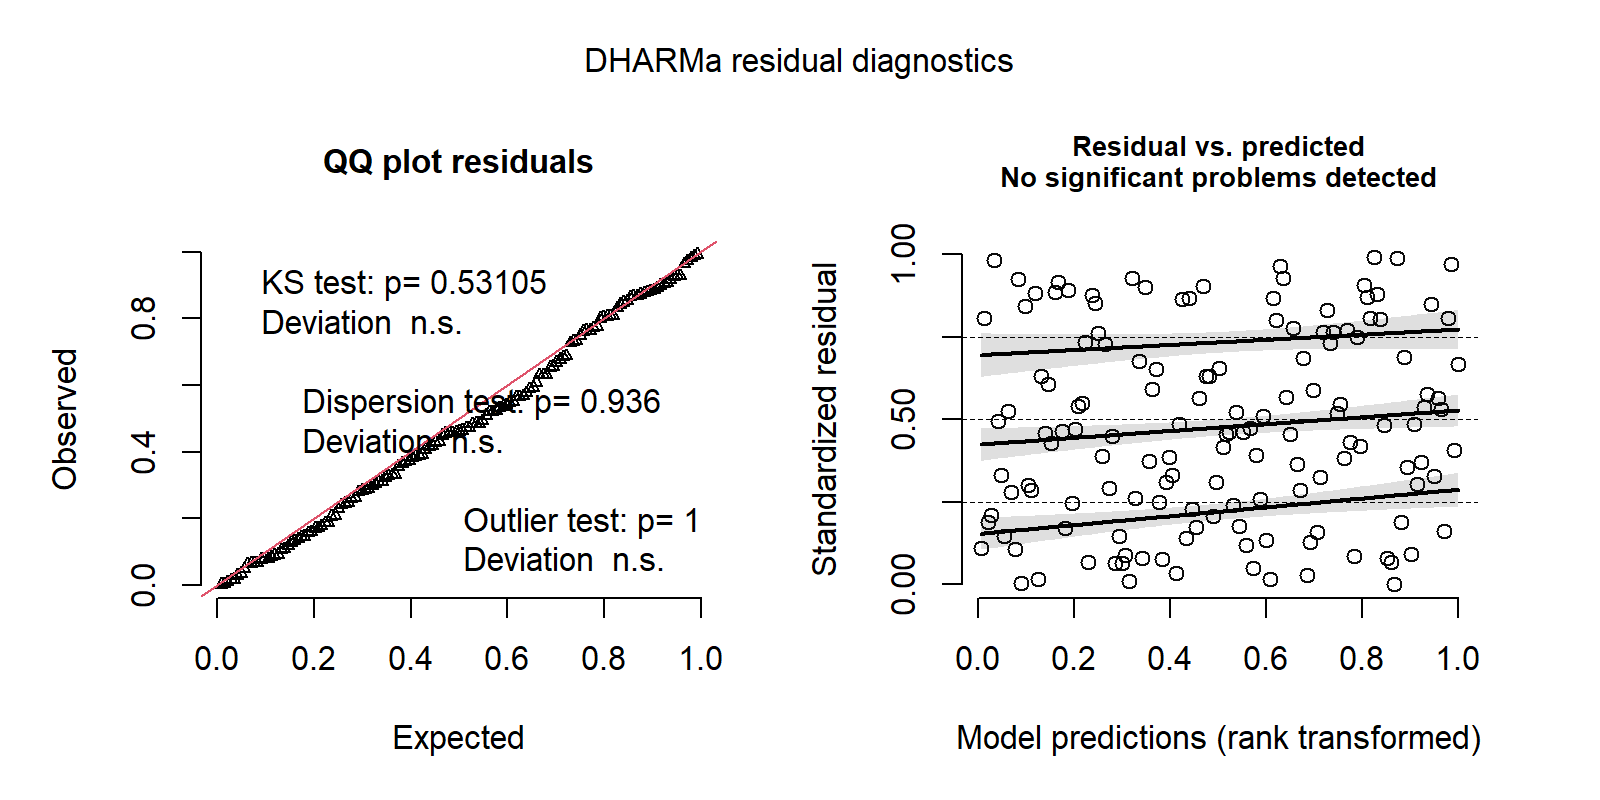 DHARMa residual diagnostics
QQ plot residuals
KS test: p= 0.53105
Deviation  n.s.
Dispersion test: p= 0.936
Deviation  n.s.
Outlier test: p= 1
Deviation  n.s.
Observed
0.0
0.4
0.8
0.0 0.2 0.4 0.6 0.8 1.0
Expected
Residual vs. predicted
No significant problems detected
Standardized residual
0.00
0.50
1.00
0.0 0.2 0.4 0.6 0.8 1.0
Model predictions (rank transformed)